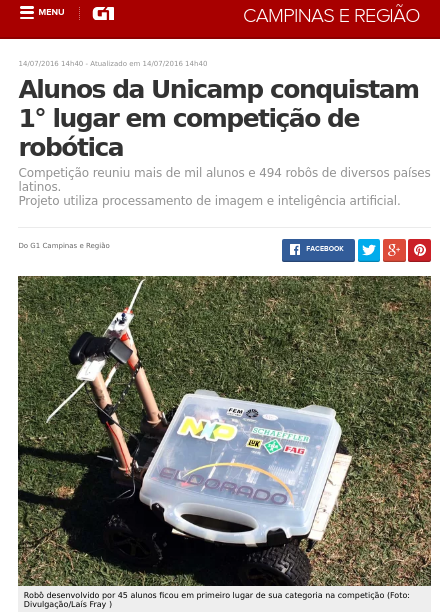 MENU
G1
CAMPINAS E REGIÃO
14/07/2016 14h40 - Atualizado em 14/07/2016 14h40
Alunos da Unicamp conquistam
1° lugar em competição de
robótica
Competição reuniu mais de mil alunos e 494 robôs de diversos países
latinos.
Projeto utiliza processamento de imagem e inteligência artificial.
Do G1 Campinas e Região
FACEBOOK
FEM
NXP
SCHAEFFLER
LUK
FAG
ELDORADO
Robô desenvolvido por 45 alunos ficou em primeiro lugar de sua categoria na competição (Foto:
Divulgação/Laís Fray )